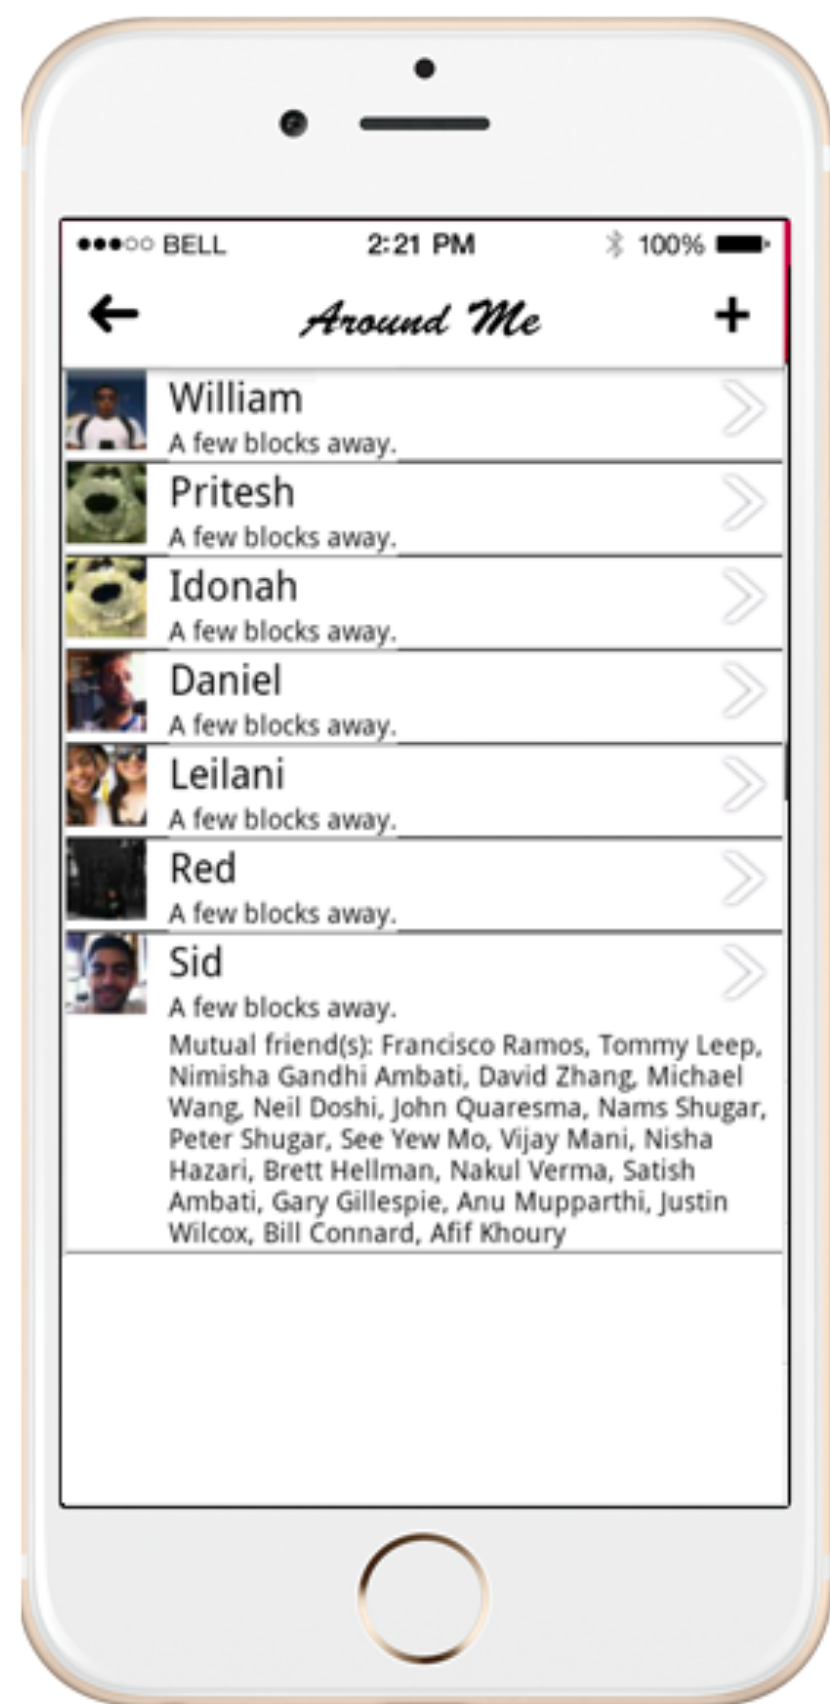 BELL 2:21 PM 100%
Around Me
William
A few blocks away.
Pritesh
A few blocks away.
Idonah
A few blocks away.
Daniel
A few blocks away.
Leilani
A few blocks away.
Red
A few blocks away.
Sid
A few blocks away.
Mutual friend(s): Francisco Ramos, Tommy Leep,
Nimisha Gandhi Ambati, David Zhang, Michael
Wang, Neil Doshi, John Quaresma, Nams Shugar,
Peter Shugar, See Yew Mo, Vijay Mani, Nisha
Hazari, Brett Hellman, Nakul Verma, Satish
Ambati, Gary Gillespie, Anu Mupparthi, Justin
Wilcox, Bill Connard, Afif Khoury